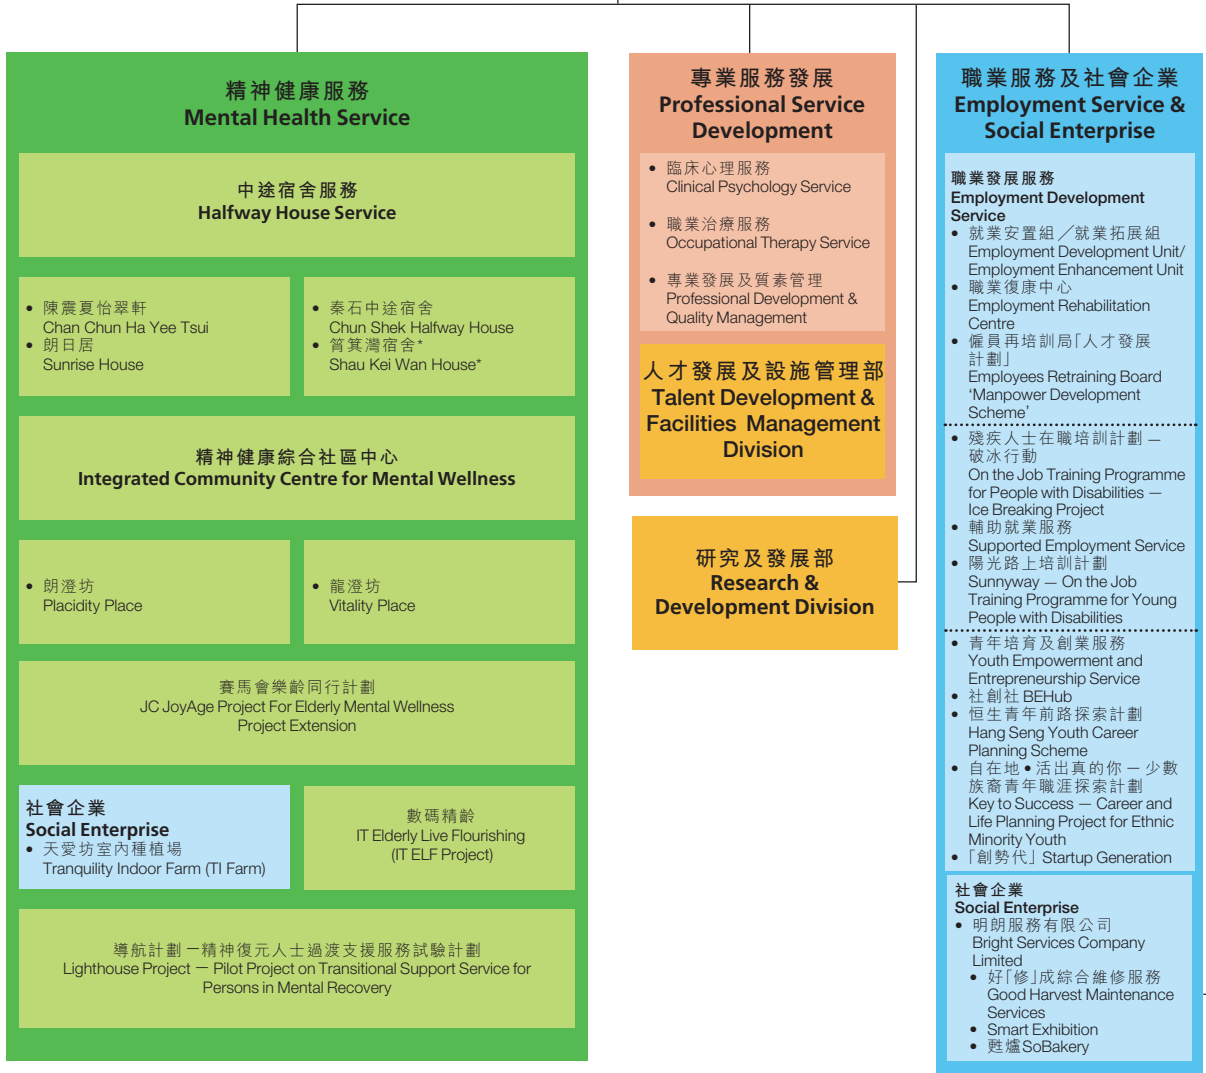 精神健康服務
Mental Health Service
中途宿舍服務
Halfway House Service
• 陳震夏怡翠軒
Chan Chun Ha Yee Tsui
• 朗日居
Sunrise House
• 秦石中途宿舍
Chun Shek Halfway House
• 筲箕灣宿舍*
Shau Kei Wan House*
精神健康綜合社區中心
Integrated Community Centre for Mental Wellness
• 朗澄坊
Placidity Place
• 龍澄坊
Vitality Place
賽馬會樂齡同行計劃
JC JoyAge Project For Elderly Mental Wellness
Project Extension
社會企業
Social Enterprise
• 天愛坊室內種植場
Tranquility Indoor Farm (TI Farm)
數碼精齡
IT Elderly Live Flourishing
(IT ELF Project)
導航計劃 — 精神復元人士過渡支援服務試驗計劃
Lighthouse Project — Pilot Project on Transitional Support Service for
Persons in Mental Recovery
專業服務發展
Professional Service
Development
• 臨床心理服務
Clinical Psychology Service
• 職業治療服務
Occupational Therapy Service
• 專業發展及質素管理
Professional Development &
Quality Management
人才發展及設施管理部
Talent Development &
Facilities Management
Division
研究及發展部
Research &
Development Division
職業服務及社會企業
Employment Service &
Social Enterprise
職業發展服務
Employment Development
Service
• 就業安置組／就業拓展組
Employment Development Unit/
Employment Enhancement Unit
• 職業復康中心
Employment Rehabilitation
Centre
• 僱員再培訓局「人才發展
計劃」
Employees Retraining Board
‘Manpower Development
Scheme’
• 殘疾人士在職培訓計劃 —
破冰行動
On the Job Training Programme
for People with Disabilities —
Ice Breaking Project
• 輔助就業服務
Supported Employment Service
• 陽光路上培訓計劃
Sunnyway — On the Job
Training Programme for Young
People with Disabilities
• 青年培育及創業服務
Youth Empowerment and
Entrepreneurship Service
• 社創社 BEHub
• 恒生青年前路探索計劃
Hang Seng Youth Career
Planning Scheme
• 自在地•活出真的你 — 少數
族裔青年職涯探索計劃
Key to Success — Career and
Life Planning Project for Ethnic
Minority Youth
• 「創勢代」Startup Generation
社會企業
Social Enterprise
• 明朗服務有限公司
Bright Services Company
Limited
• 好「修」成綜合維修服務
Good Harvest Maintenance
Services
• Smart Exhibition
• 甦爐SoBakery